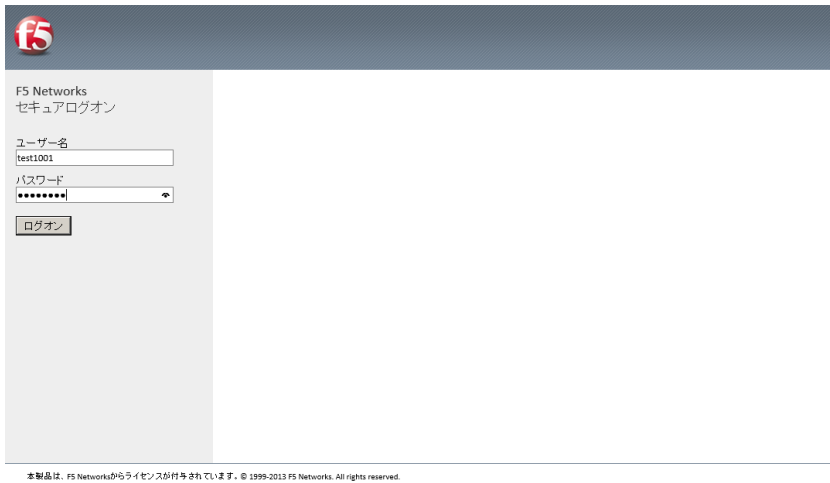 f5
F5 Networks
セキュアログオン
ユーザー名
test1001
パスワード
●●●●●●●●
ログオン
本製品は、F5 Networksからライセンスが付与されています。© 1999-2013 F5 Networks. All rights reserved.